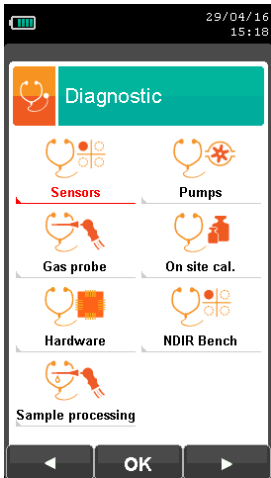 29/04/16
15:18
Diagnostic
Sensors
Pumps
Gas probe
On site cal.
Hardware
NDIR Bench
Sample processing
OK